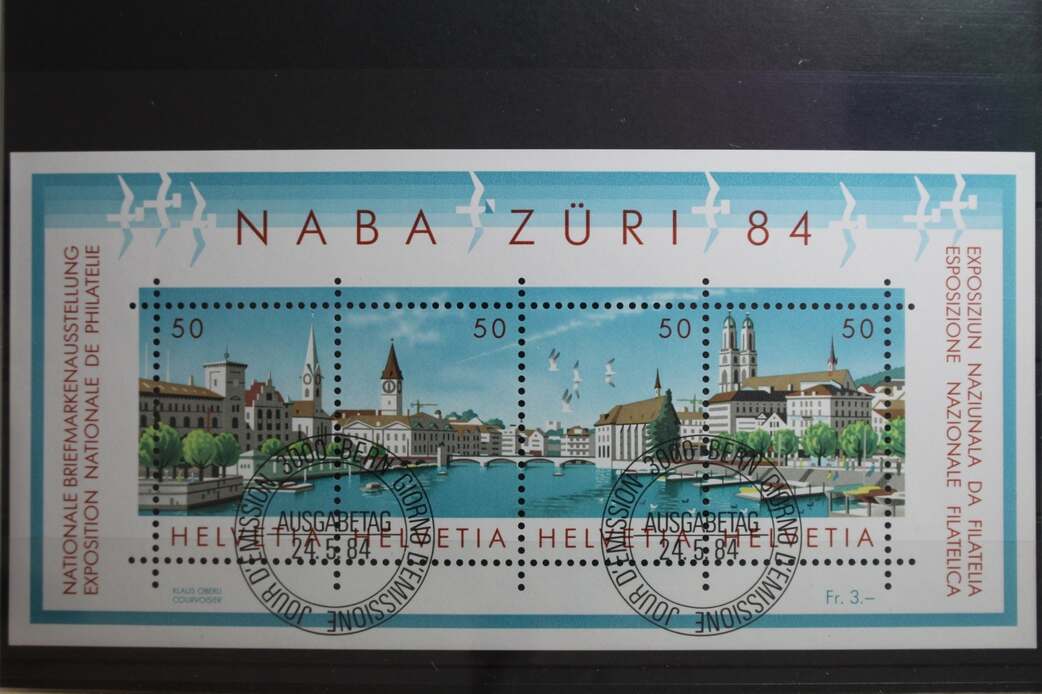 NABA ZÜRI 84
NATIONALE BRIEFMARKENAUSSTELLUNG
EXPOSITION NATIONALE DE PHILATELIE
EXPOSIZIUN NAZIUNALA DA FILATELIA
ESPOSIZIONE NAZIONALE FILATELICA
50
50
50
50
HELVETIA HELVETIA HELVETIA HELVETIA
3000 BERN GIORNO D'EMISSIONE JOUR D'EMISSION
AUSGABETAG
24.5.84
3000 BERN GIORNO D'EMISSIONE JOUR D'EMISSION
AUSGABETAG
24.5.84
KLAUS OBERLI
COURVOISIER
Fr. 3.–